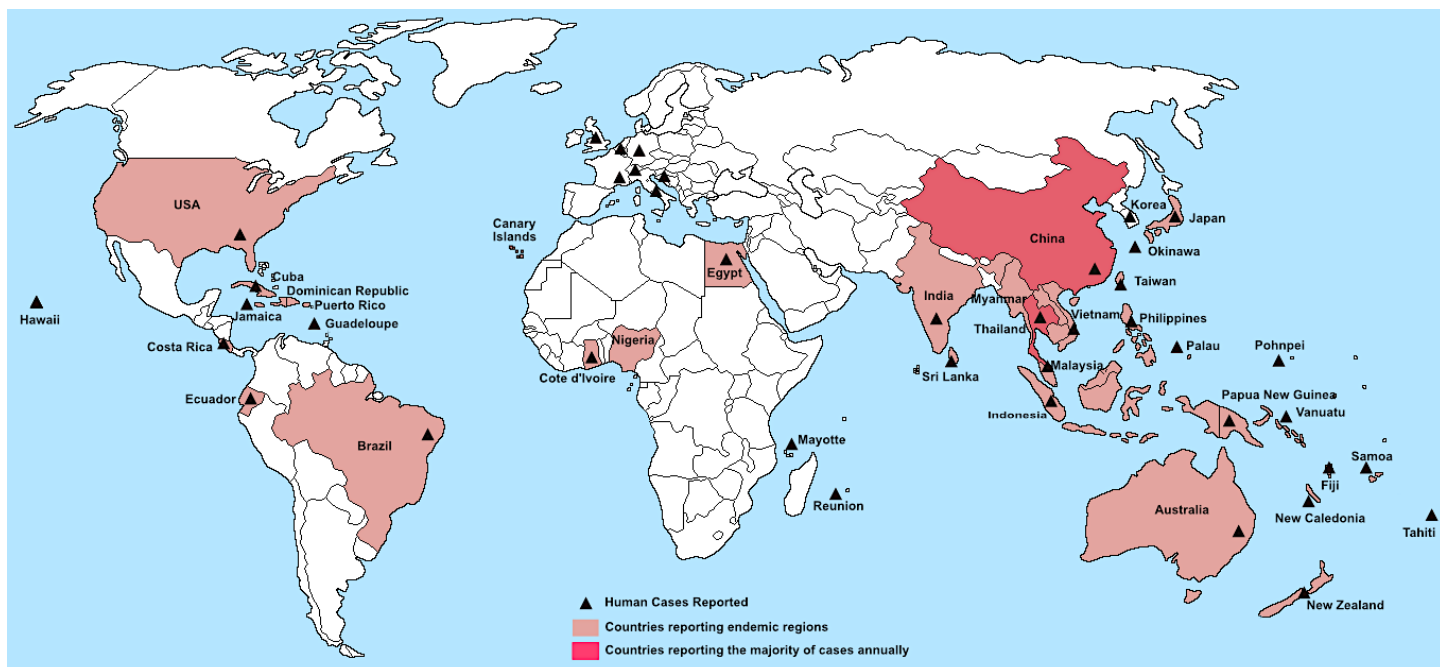 USA
Canary
Islands
Korea
Japan
China
Okinawa
Cuba
Egypt
Taiwan
Dominican Republic
India
Myanmar
Hawaii
Puerto Rico
Jamaica
Guadeloupe
Vietnam
Philippines
Thailand
Nigeria
Costa Rica
Palau
Pohnpei
Cote d'Ivoire
Sri Lanka
Malaysia
Ecuador
Papua New Guinea
Indonesia
Vanuatu
Brazil
Mayotte
Samoa
Fiji
Reunion
Australia
New Caledonia
Tahiti
Human Cases Reported
New Zealand
Countries reporting endemic regions
Countries reporting the majority of cases annually